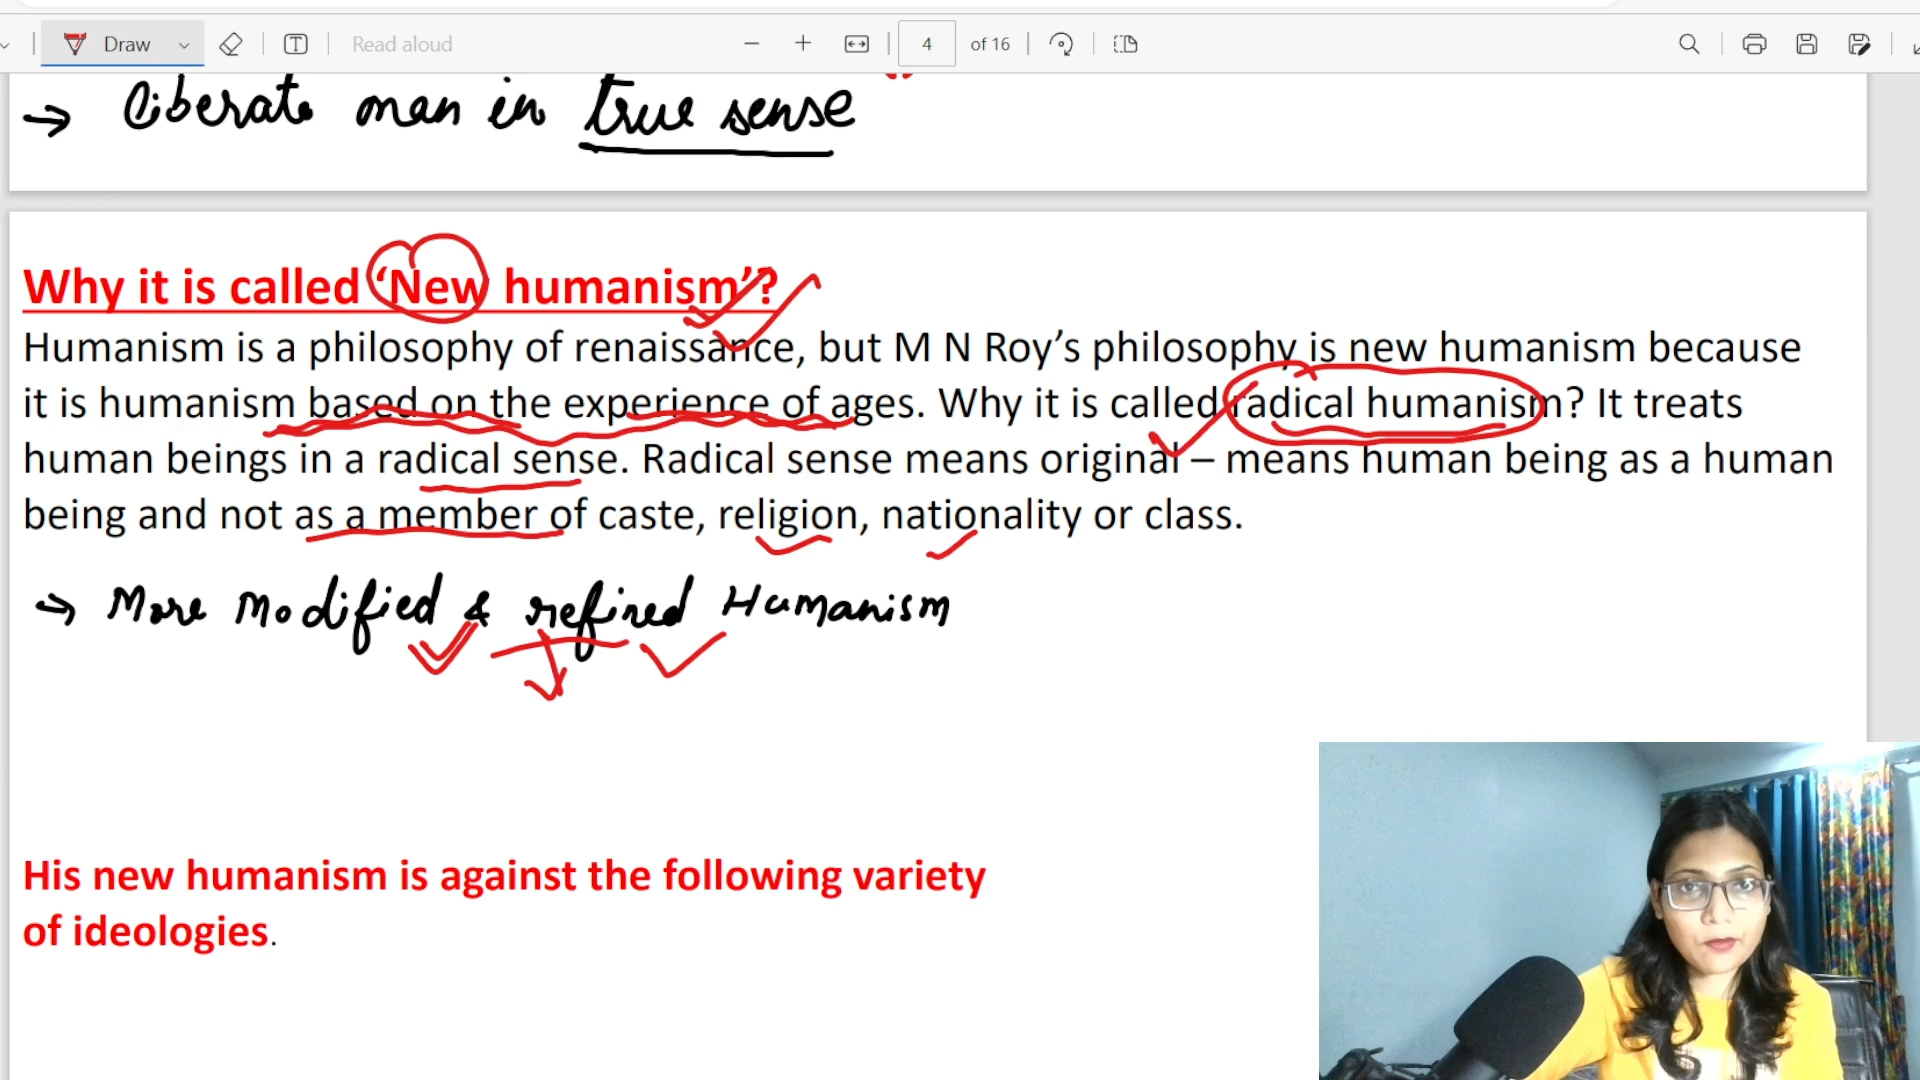 Draw
Read aloud
4 of 16
→ liberate man in true sense
Why it is called ‘New humanism’?
Humanism is a philosophy of renaissance, but M N Roy’s philosophy is new humanism because
it is humanism based on the experience of ages. Why it is called radical humanism? It treats
human beings in a radical sense. Radical sense means original – means human being as a human
being and not as a member of caste, religion, nationality or class.
→ More modified & refined Humanism
His new humanism is against the following variety
of ideologies.